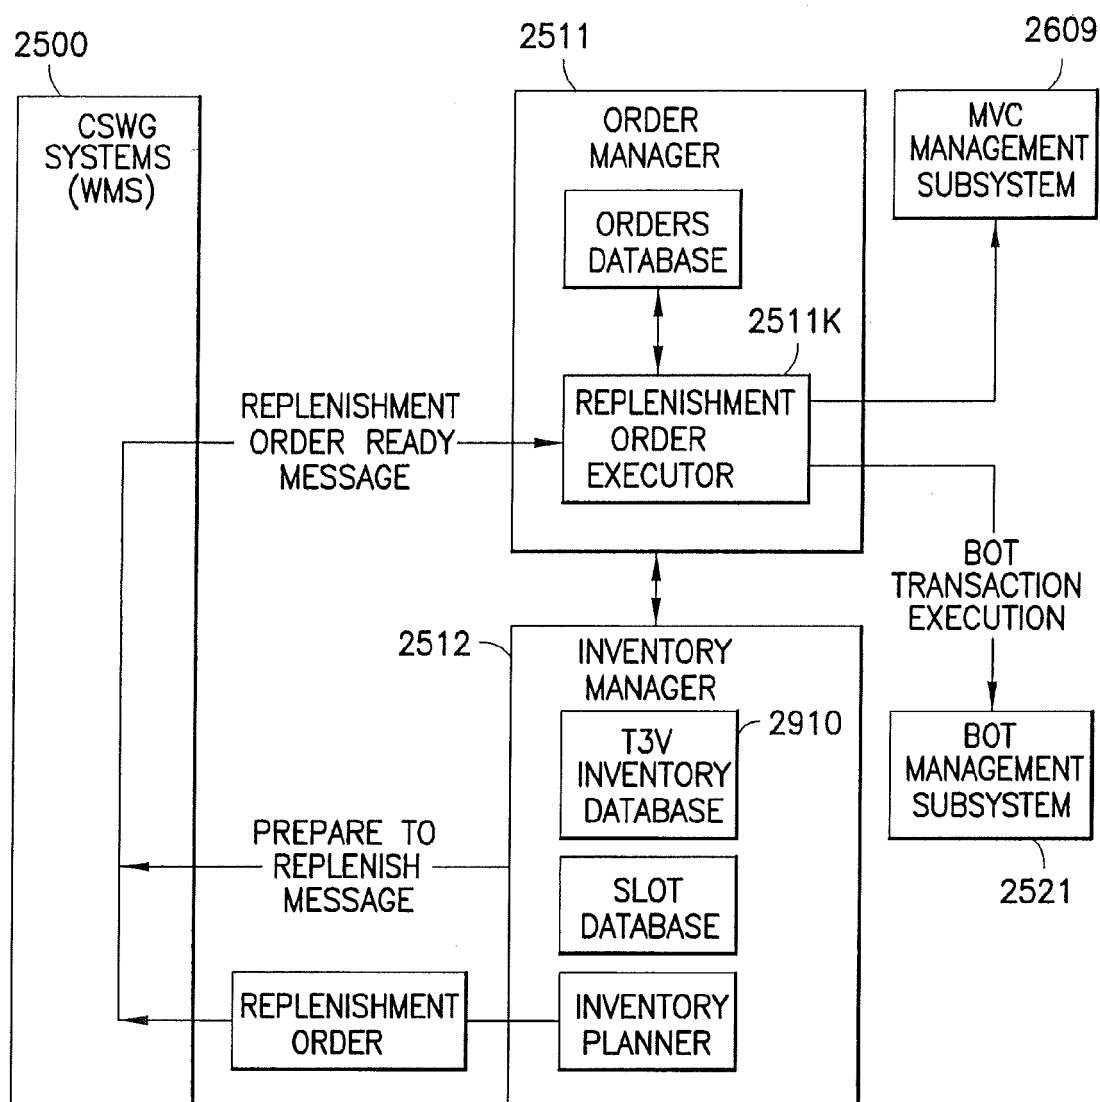 2500
2511
2609
CSWG
SYSTEMS
(WMS)
ORDER
MANAGER
MVC
MANAGEMENT
SUBSYSTEM
ORDERS
DATABASE
2511K
REPLENISHMENT
ORDER READY
MESSAGE
REPLENISHMENT
ORDER
EXECUTOR
BOT
TRANSACTION
EXECUTION
2512
INVENTORY
MANAGER
2910
T3V
INVENTORY
DATABASE
BOT
MANAGEMENT
SUBSYSTEM
2521
PREPARE TO
REPLENISH
MESSAGE
SLOT
DATABASE
REPLENISHMENT
ORDER
INVENTORY
PLANNER